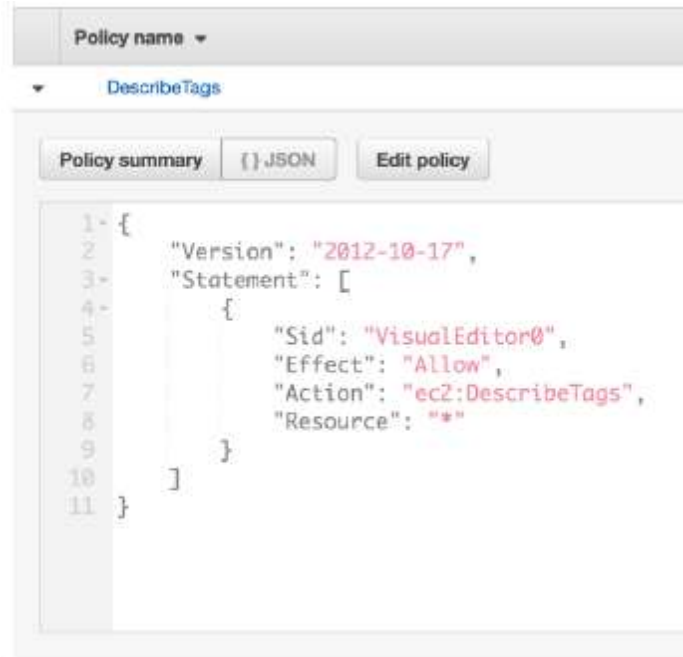 Policy name
DescribeTags
Policy summary {} JSON Edit policy
1 {
2 "Version": "2012-10-17",
3 "Statement": [
4 {
5 "Sid": "VisualEditor0",
6 "Effect": "Allow",
7 "Action": "ec2:DescribeTags",
8 "Resource": "*"
9 }
10 ]
11 }